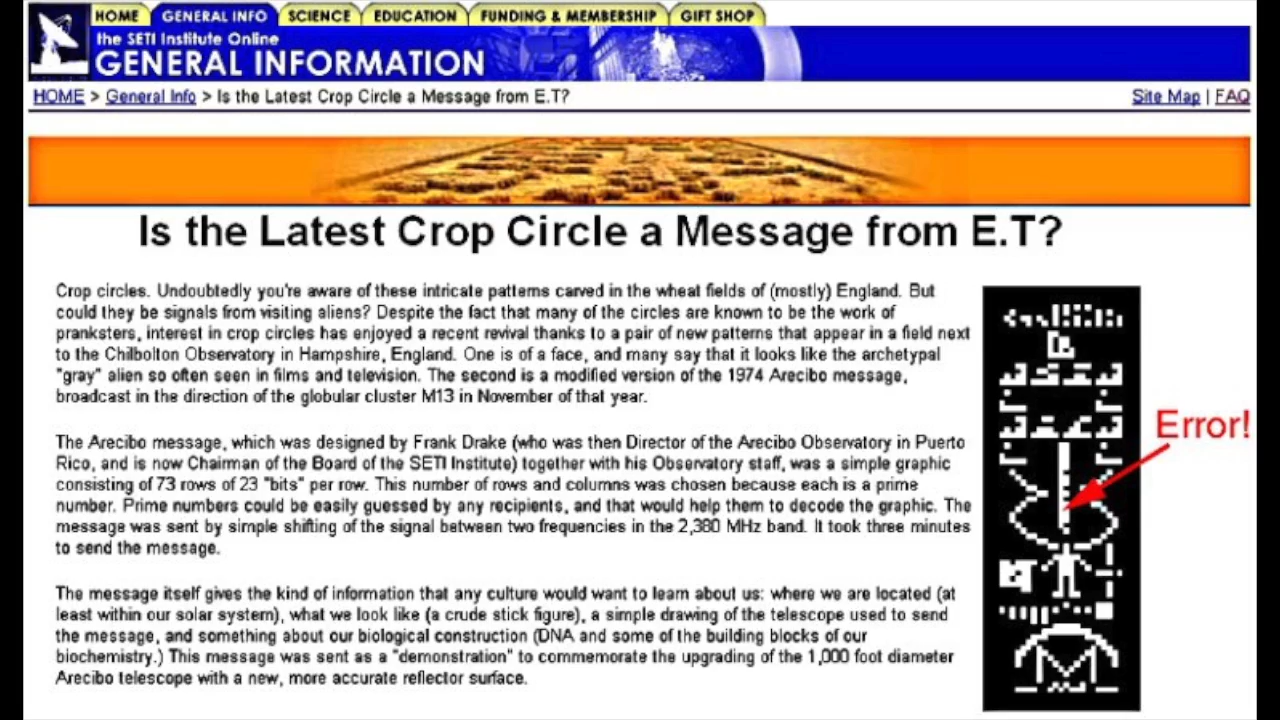 HOME GENERAL INFO SCIENCE EDUCATION FUNDING & MEMBERSHIP GIFT SHOP
the SETI Institute Online
GENERAL INFORMATION
HOME > General Info > Is the Latest Crop Circle a Message from E.T? Site Map | FAQ
Is the Latest Crop Circle a Message from E.T?
Crop circles. Undoubtedly you're aware of these intricate patterns carved in the wheat fields of (mostly) England. But
could they be signals from visiting aliens? Despite the fact that many of the circles are known to be the work of
pranksters, interest in crop circles has enjoyed a recent revival thanks to a pair of new patterns that appear in a field next
to the Chilbolton Observatory in Hampshire, England. One is of a face, and many say that it looks like the archetypal
"gray" alien so often seen in films and television. The second is a modified version of the 1974 Arecibo message,
broadcast in the direction of the globular cluster M13 in November of that year.
Error!
The Arecibo message, which was designed by Frank Drake (who was then Director of the Arecibo Observatory in Puerto
Rico, and is now Chairman of the Board of the SETI Institute) together with his Observatory staff, was a simple graphic
consisting of 73 rows of 23 "bits" per row. This number of rows and columns was chosen because each is a prime
number. Prime numbers could be easily guessed by any recipients, and that would help them to decode the graphic. The
message was sent by simple shifting of the signal between two frequencies in the 2,380 MHz band. It took three minutes
to send the message.
The message itself gives the kind of information that any culture would want to learn about us: where we are located (at
least within our solar system), what we look like (a crude stick figure), a simple drawing of the telescope used to send
the message, and something about our biological construction (DNA and some of the building blocks of our
biochemistry.) This message was sent as a "demonstration" to commemorate the upgrading of the 1,000 foot diameter
Arecibo telescope with a new, more accurate reflector surface.